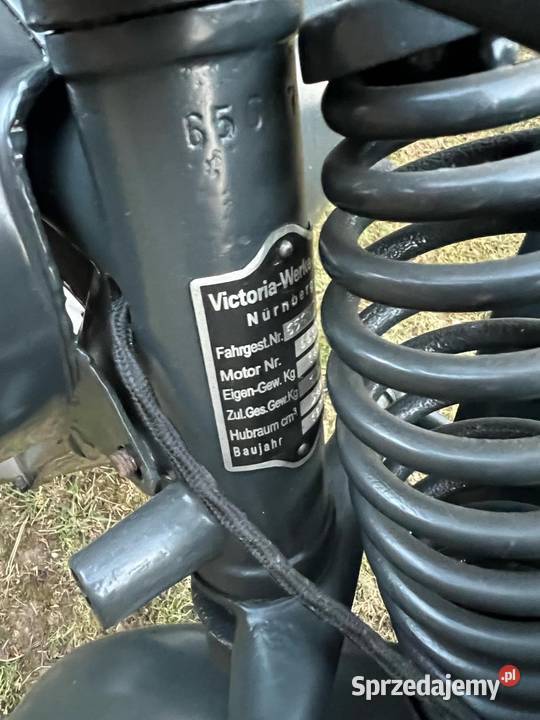 Victoria-Werke
Nürnberg
Fahrgest.Nr.
Motor Nr.
Eigen-Gew. Kg
Zul.Ges.Gew.Kg
Hubraum cm³
Baujahr
Sprzedajemy.pl